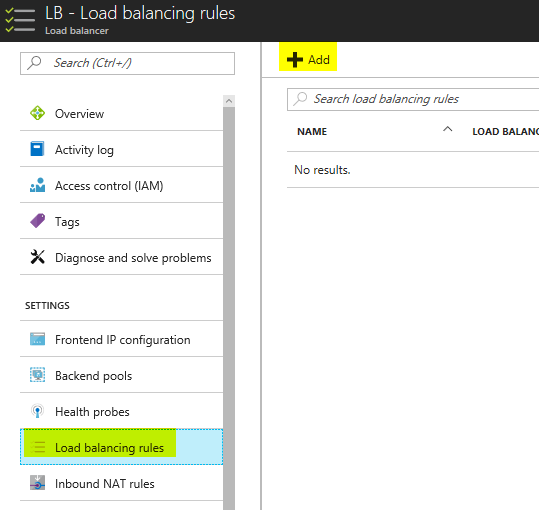 LB - Load balancing rules
Load balancer
Search (Ctrl+/)
Overview
Activity log
Access control (IAM)
Tags
Diagnose and solve problems
SETTINGS
Frontend IP configuration
Backend pools
Health probes
Load balancing rules
Inbound NAT rules
Add
Search load balancing rules
NAME LOAD BALANC
No results.